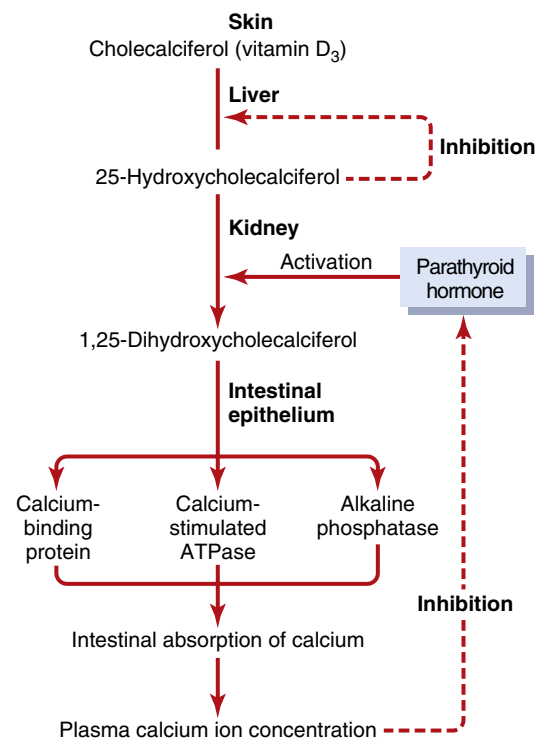 Skin
Cholecalciferol (vitamin D3)
Liver
Inhibition
25-Hydroxycholecalciferol
Kidney
Activation
Parathyroid
hormone
1,25-Dihydroxycholecalciferol
Intestinal
epithelium
Calcium-
binding
protein
Calcium-
stimulated
ATPase
Alkaline
phosphatase
Inhibition
Intestinal absorption of calcium
Plasma calcium ion concentration